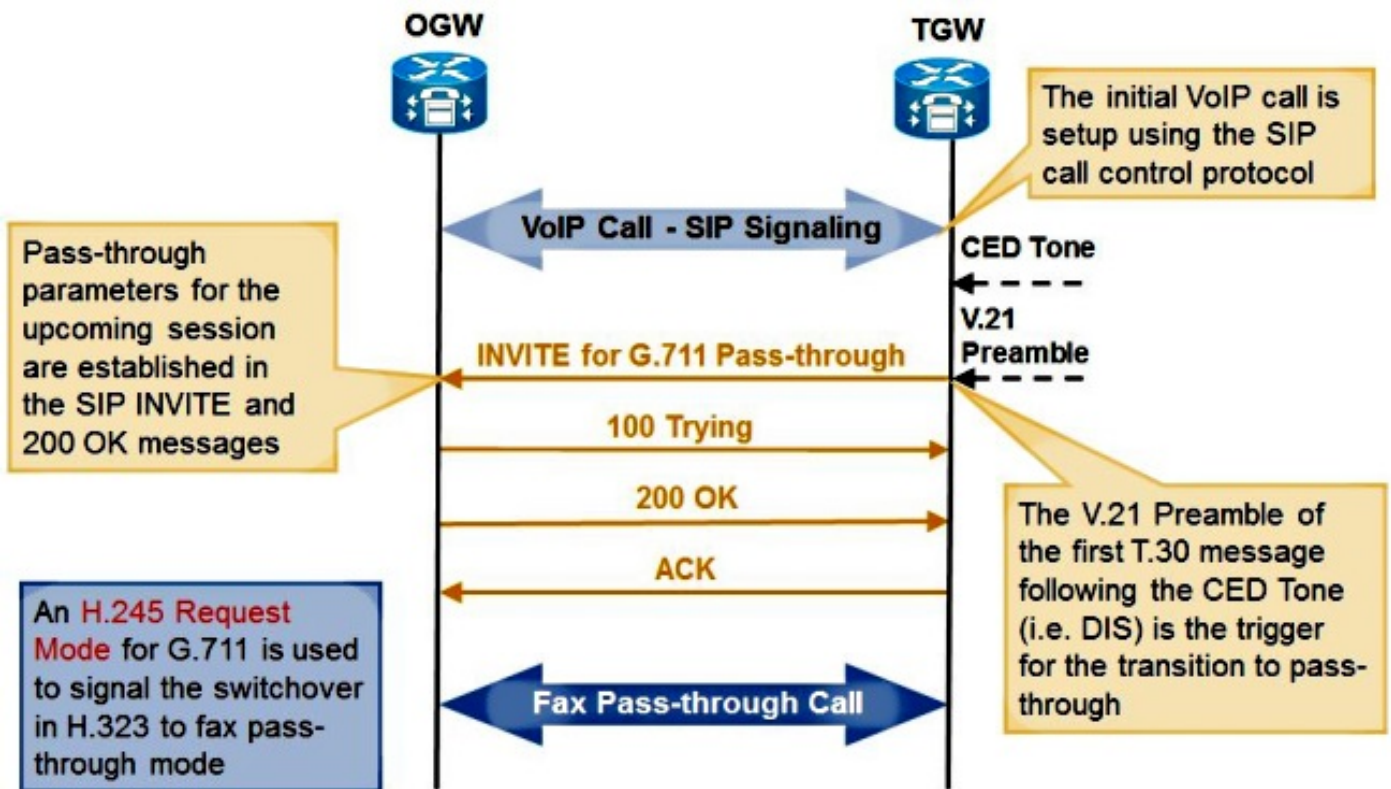 OGW
TGW
The initial VoIP call is
setup using the SIP
call control protocol
VoIP Call - SIP Signaling
CED Tone
Pass-through
parameters for the
upcoming session
are established in
the SIP INVITE and
200 OK messages
V.21
Preamble
INVITE for G.711 Pass-through
100 Trying
200 OK
ACK
The V.21 Preamble of
the first T.30 message
following the CED Tone
(i.e. DIS) is the trigger
for the transition to pass-
through
An H.245 Request
Mode for G.711 is used
to signal the switchover
in H.323 to fax pass-
through mode
Fax Pass-through Call